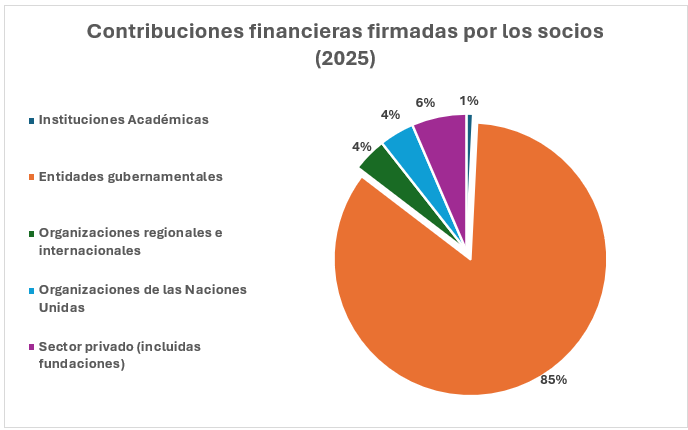 Contribuciones financieras firmadas por los socios
(2025)
Instituciones Académicas
Entidades gubernamentales
Organizaciones regionales e
internacionales
Organizaciones de las Naciones
Unidas
Sector privado (incluidas
fundaciones)
1%
6%
4%
4%
85%